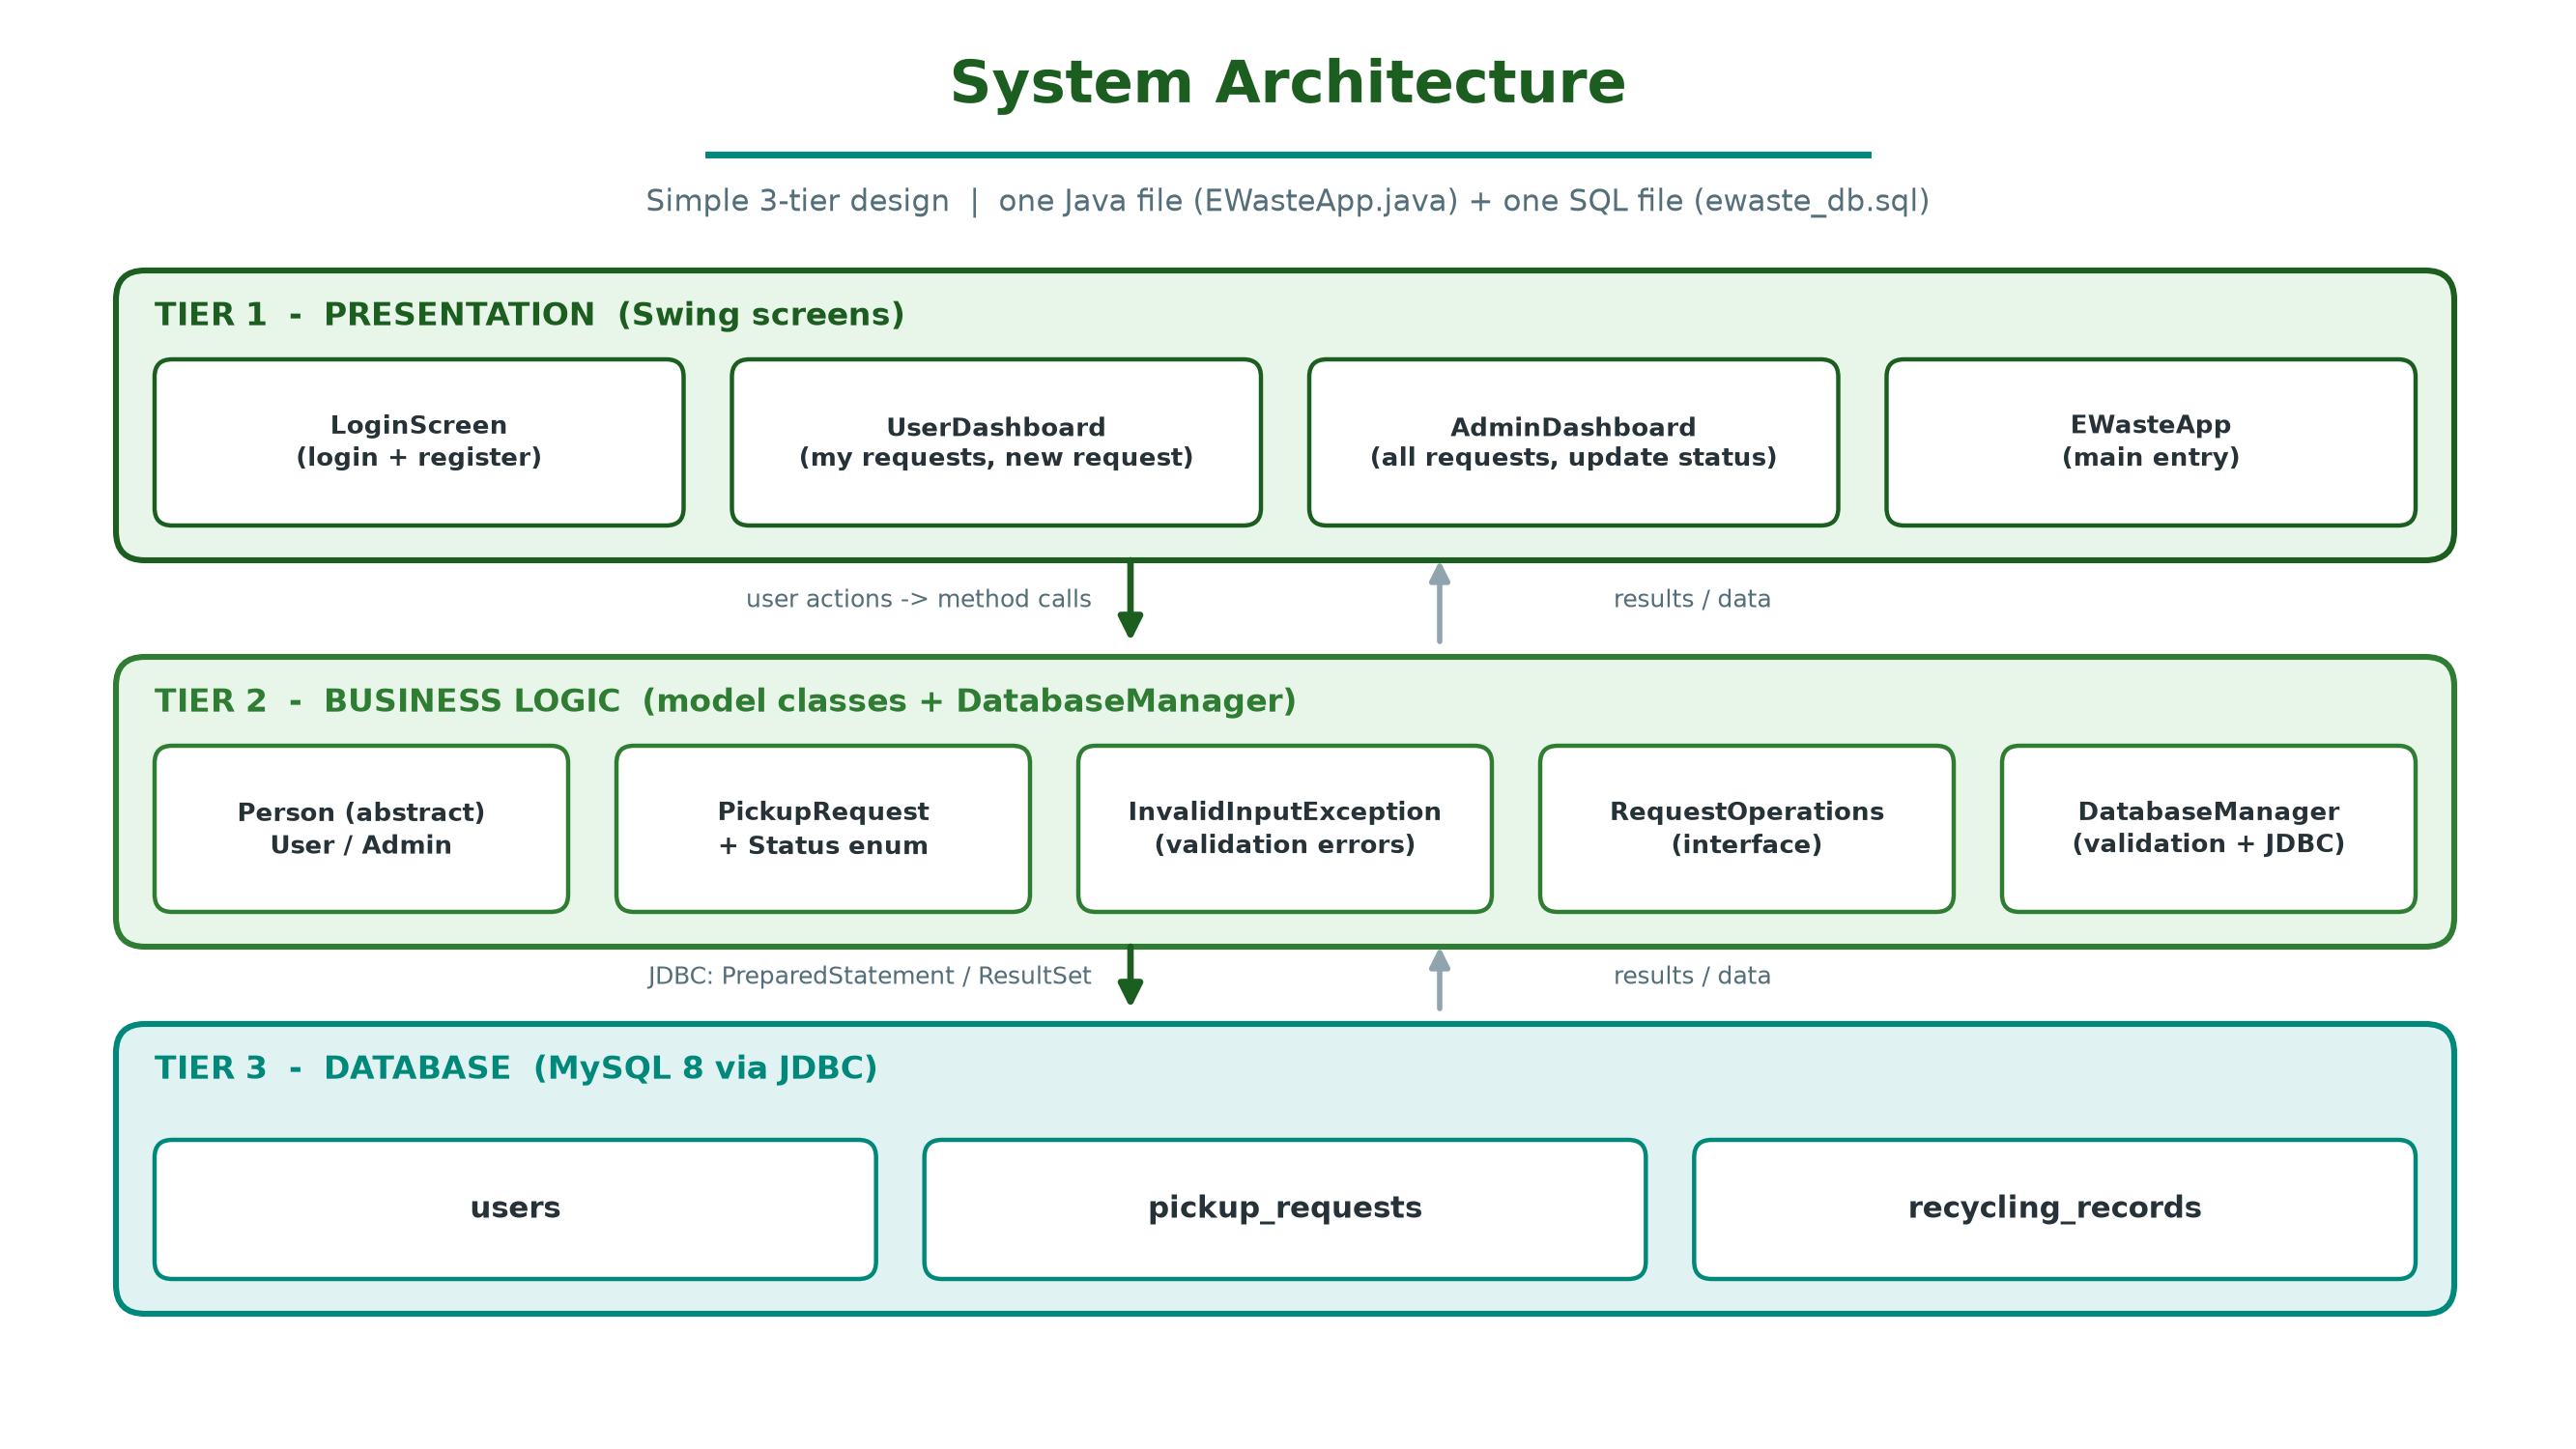 System Architecture
Simple 3-tier design | one Java file (EWasteApp.java) + one SQL file (ewaste_db.sql)
TIER 1 - PRESENTATION (Swing screens)
LoginScreen
(login + register)
UserDashboard
(my requests, new request)
AdminDashboard
(all requests, update status)
EWasteApp
(main entry)
user actions -> method calls
results / data
TIER 2 - BUSINESS LOGIC (model classes + DatabaseManager)
Person (abstract)
User / Admin
PickupRequest
+ Status enum
InvalidInputException
(validation errors)
RequestOperations
(interface)
DatabaseManager
(validation + JDBC)
JDBC: PreparedStatement / ResultSet
results / data
TIER 3 - DATABASE (MySQL 8 via JDBC)
users
pickup_requests
recycling_records